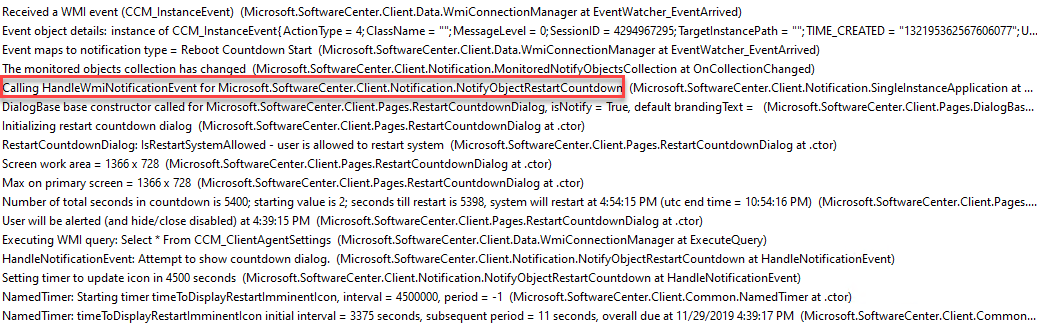 Received a WMI event (CCM_InstanceEvent) (Microsoft.SoftwareCenter.Client.Data.WmiConnectionManager at EventWatcher_EventArrived)
Event object details: instance of CCM_InstanceEvent{ActionType = 4;ClassName = "";MessageLevel = 0;SessionID = 4294967295;TargetInstancePath = "";TIME_CREATED = "132195362567606077";U...
Event maps to notification type = Reboot Countdown Start (Microsoft.SoftwareCenter.Client.Data.WmiConnectionManager at EventWatcher_EventArrived)
The monitored objects collection has changed (Microsoft.SoftwareCenter.Client.Notification.MonitoredNotifyObjectsCollection at OnCollectionChanged)
Calling HandleWmiNotificationEvent for Microsoft.SoftwareCenter.Client.Notification.NotifyObjectRestartCountdown (Microsoft.SoftwareCenter.Client.Notification.SingleInstanceApplication at ...
DialogBase base constructor called for Microsoft.SoftwareCenter.Client.Pages.RestartCountdownDialog, isNotify = True, default brandingText = (Microsoft.SoftwareCenter.Client.Pages.DialogBas...
Initializing restart countdown dialog (Microsoft.SoftwareCenter.Client.Pages.RestartCountdownDialog at .ctor)
RestartCountdownDialog: IsRestartSystemAllowed - user is allowed to restart system (Microsoft.SoftwareCenter.Client.Pages.RestartCountdownDialog at .ctor)
Screen work area = 1366 x 728 (Microsoft.SoftwareCenter.Client.Pages.RestartCountdownDialog at .ctor)
Max on primary screen = 1366 x 728 (Microsoft.SoftwareCenter.Client.Pages.RestartCountdownDialog at .ctor)
Number of total seconds in countdown is 5400; starting value is 2; seconds till restart is 5398, system will restart at 4:54:15 PM (utc end time = 10:54:16 PM) (Microsoft.SoftwareCenter.Client.Pages....
User will be alerted (and hide/close disabled) at 4:39:15 PM (Microsoft.SoftwareCenter.Client.Pages.RestartCountdownDialog at .ctor)
Executing WMI query: Select * From CCM_ClientAgentSettings (Microsoft.SoftwareCenter.Client.Data.WmiConnectionManager at ExecuteQuery)
HandleNotificationEvent: Attempt to show countdown dialog. (Microsoft.SoftwareCenter.Client.Notification.NotifyObjectRestartCountdown at HandleNotificationEvent)
Setting timer to update icon in 4500 seconds (Microsoft.SoftwareCenter.Client.Notification.NotifyObjectRestartCountdown at HandleNotificationEvent)
NamedTimer: Starting timer timeToDisplayRestartImminentIcon, interval = 4500000, period = -1 (Microsoft.SoftwareCenter.Client.Common.NamedTimer at .ctor)
NamedTimer: timeToDisplayRestartImminentIcon initial interval = 3375 seconds, subsequent period = 11 seconds, overall due at 11/29/2019 4:39:17 PM (Microsoft.SoftwareCenter.Client.Common...